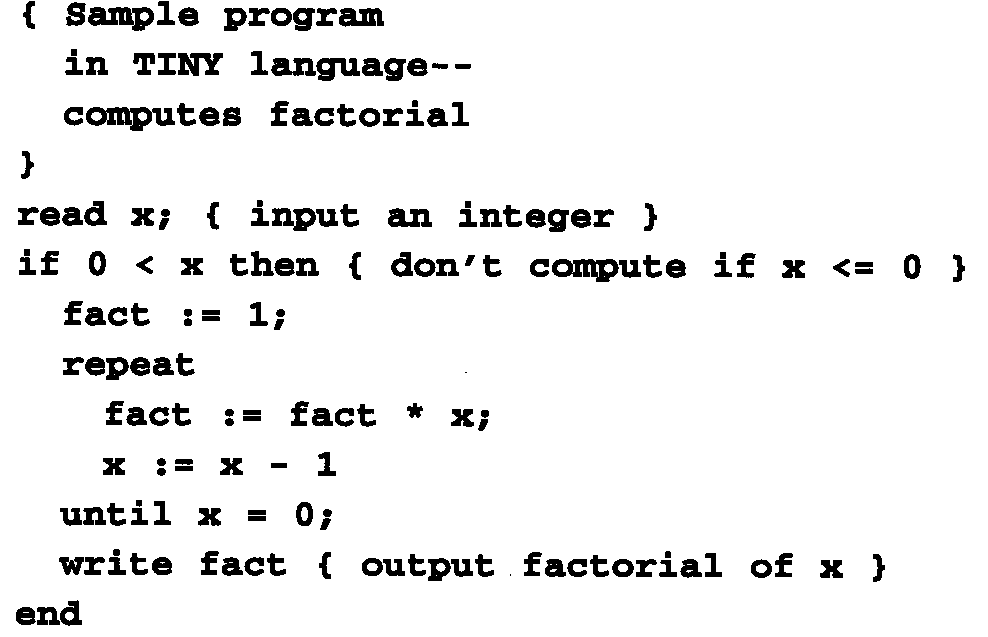 { Sample program
  in TINY language--
  computes factorial
}
read x; { input an integer }
if 0 < x then { don't compute if x <= 0 }
  fact := 1;
  repeat
    fact := fact * x;
    x := x - 1
  until x = 0;
  write fact { output factorial of x }
end